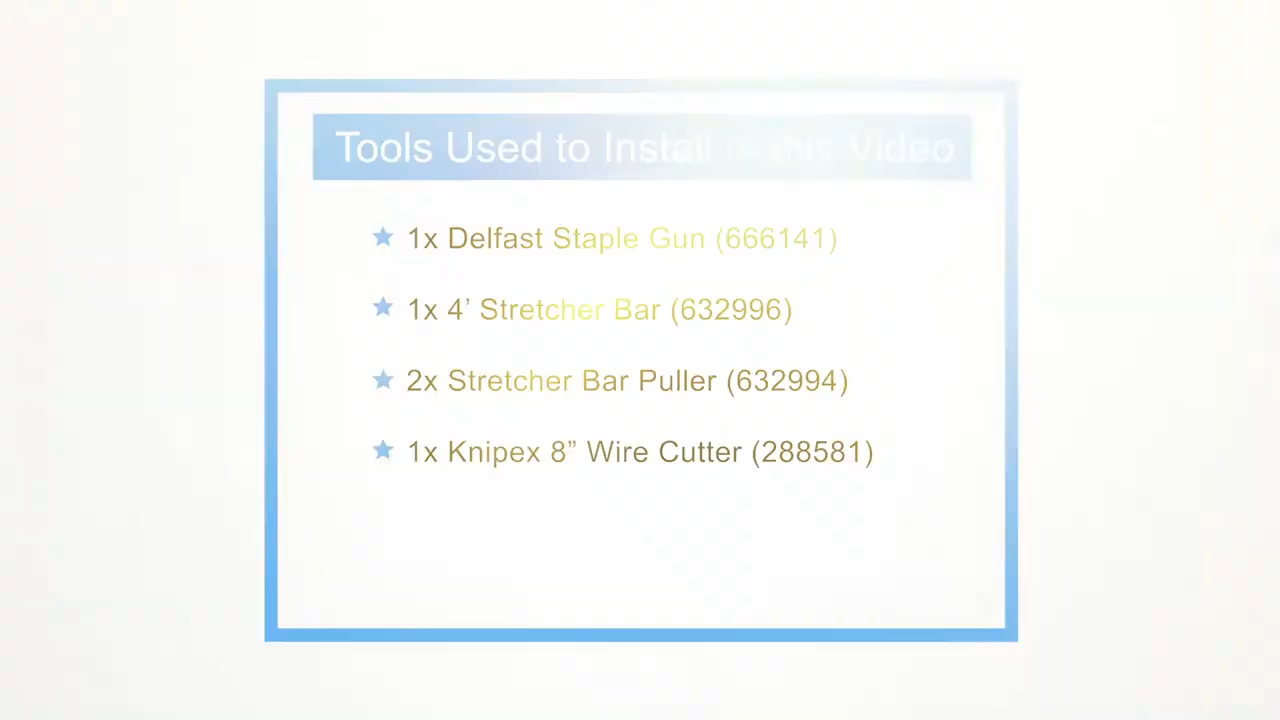 Tools Used to Install in this Video
1x Delfast Staple Gun (666141)
1x 4’ Stretcher Bar (632996)
2x Stretcher Bar Puller (632994)
1x Knipex 8” Wire Cutter (288581)